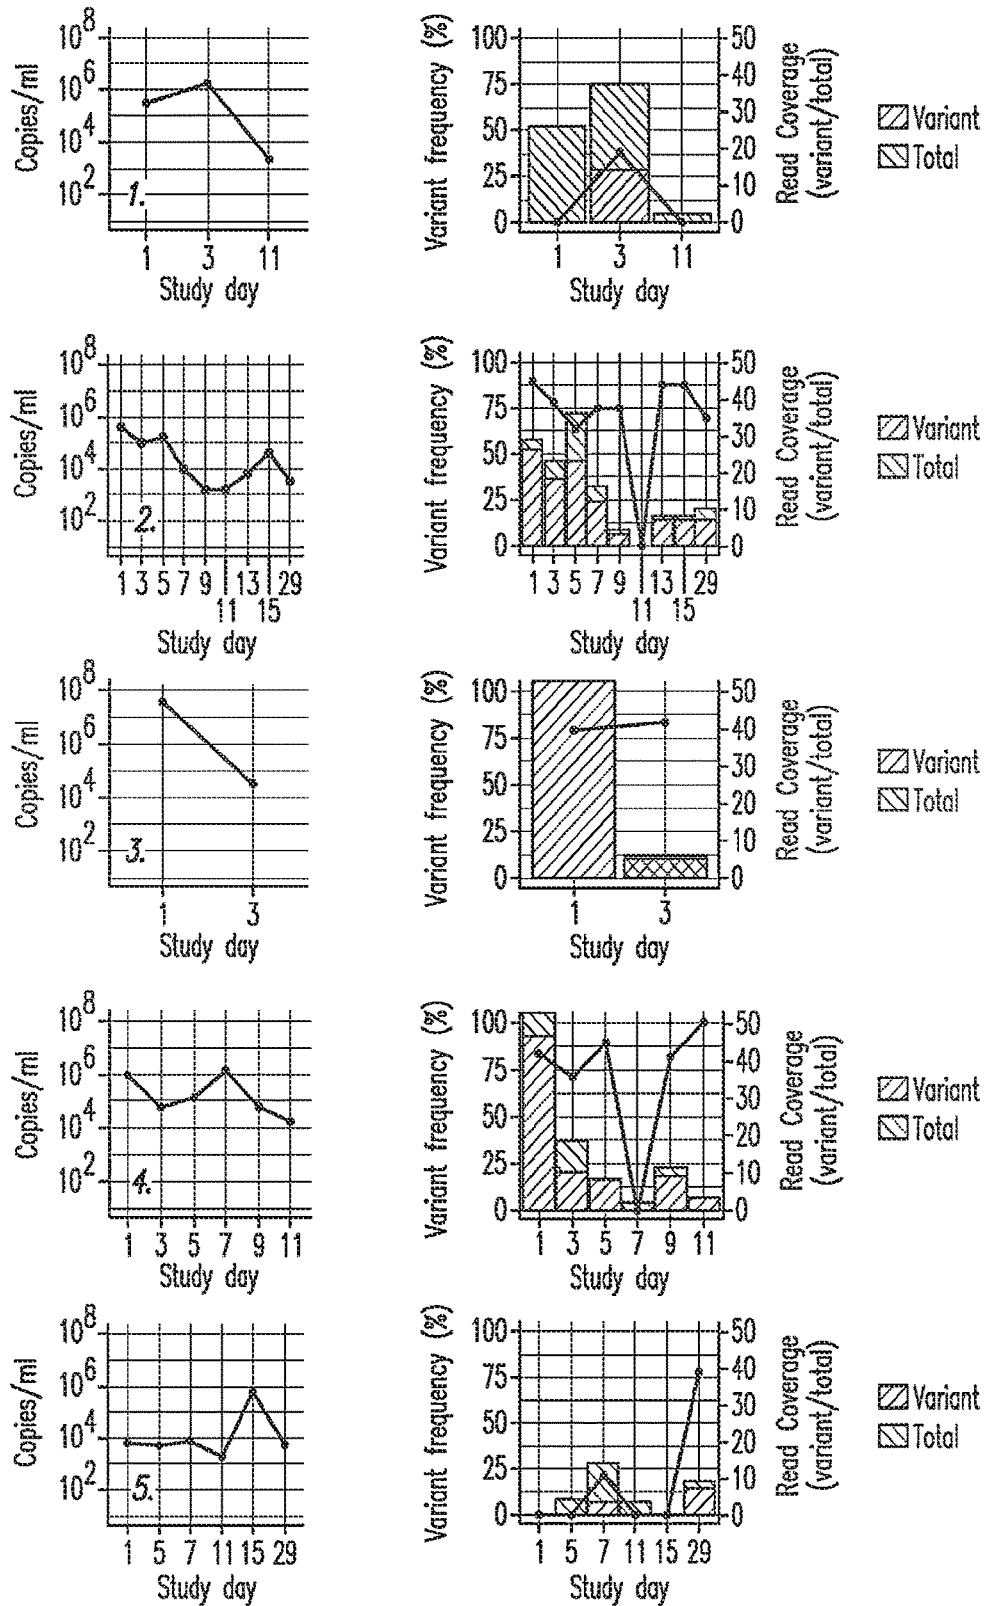 Copies/ml
10^8
10^6
10^4
10^2
1.
1 3 11
Study day
Variant frequency (%)
100
75
50
25
0
1 3 11
Study day
50
40
30
20
10
0
Read Coverage
(variant/total)
Variant
Total
Copies/ml
10^8
10^6
10^4
10^2
2.
1 3 5 7 9 11 13 15 29
Study day
Variant frequency (%)
100
75
50
25
0
1 3 5 7 9 11 13 15 29
Study day
50
40
30
20
10
0
Read Coverage
(variant/total)
Variant
Total
Copies/ml
10^8
10^6
10^4
10^2
3.
1 3
Study day
Variant frequency (%)
100
75
50
25
0
1 3
Study day
50
40
30
20
10
0
Read Coverage
(variant/total)
Variant
Total
Copies/ml
10^8
10^6
10^4
10^2
4.
1 3 5 7 9 11
Study day
Variant frequency (%)
100
75
50
25
0
1 3 5 7 9 11
Study day
50
40
30
20
10
0
Read Coverage
(variant/total)
Variant
Total
Copies/ml
10^8
10^6
10^4
10^2
5.
1 5 7 11 15 29
Study day
Variant frequency (%)
100
75
50
25
0
1 5 7 11 15 29
Study day
50
40
30
20
10
0
Read Coverage
(variant/total)
Variant
Total